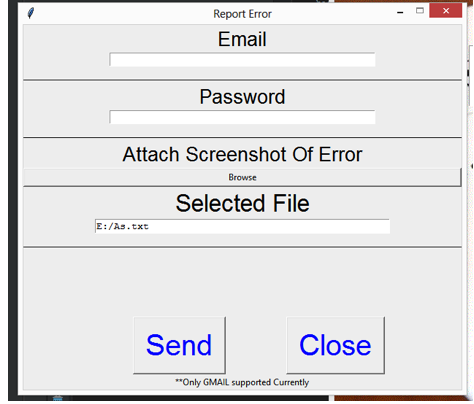 Report Error
Email
Password
Attach Screenshot Of Error
Browse
Selected File
E:/As.txt
Send
Close
**Only GMAIL supported Currently